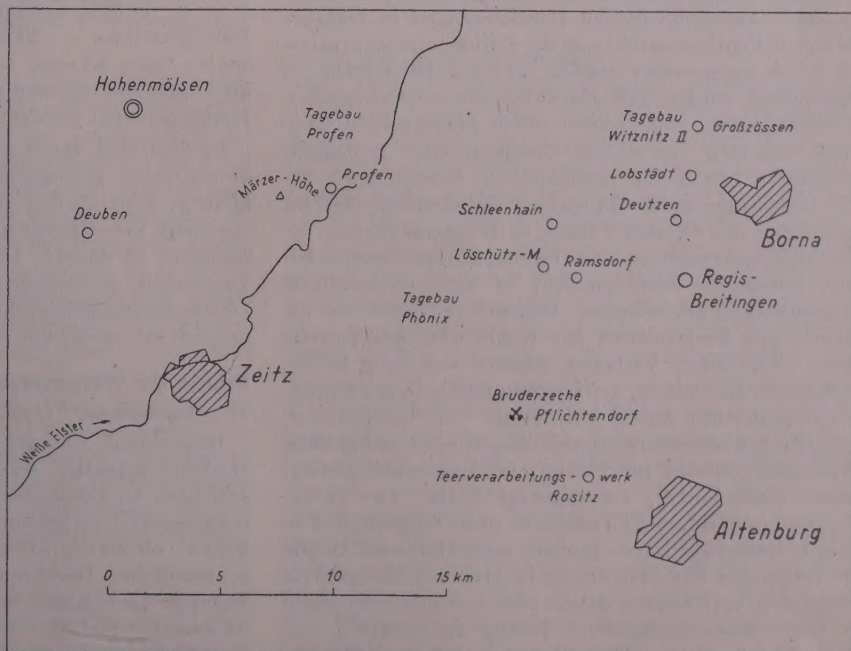 Hohenmölsen
Tagebau
Profen
Tagebau
Witznitz II
Großzössen
Märzer-Höhe
Profen
Lobstädt
Deuben
Schleenhain
Deutzen
Borna
Löschütz-M
Ramsdorf
Regis-
Breitingen
Tagebau
Phönix
Zeitz
Bruderzeche
Pflichtendorf
Weiße Elster
Teerverarbeitungs-werk
Rositz
Altenburg
0 5 10 15 km